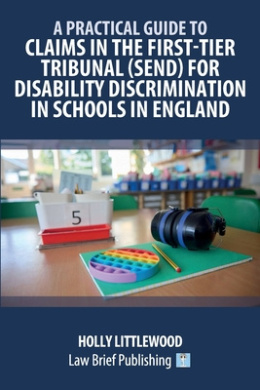 A PRACTICAL GUIDE TO
CLAIMS IN THE FIRST-TIER
TRIBUNAL (SEND) FOR
DISABILITY DISCRIMINATION
IN SCHOOLS IN ENGLAND
5
HOLLY LITTLEWOOD
Law Brief Publishing